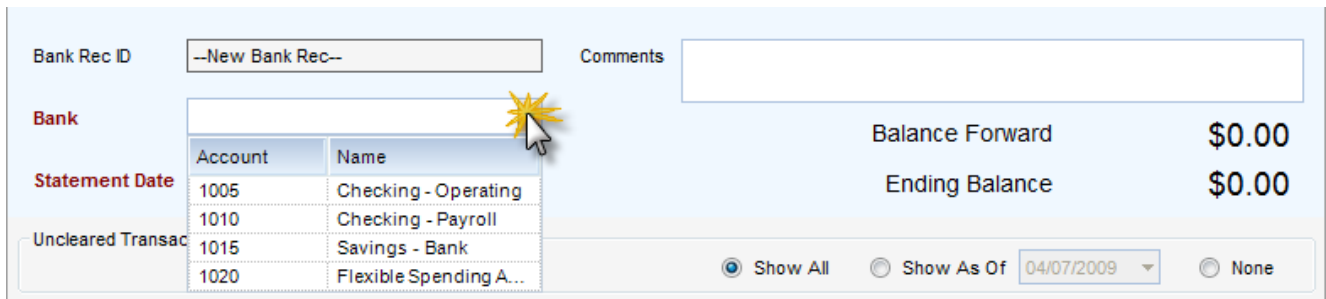 Bank Rec ID --New Bank Rec-- Comments
Bank
Balance Forward $0.00
Account Name
Statement Date 1005 Checking - Operating Ending Balance $0.00
1010 Checking - Payroll
Uncleared Transac 1015 Savings - Bank
Show All Show As Of 04/07/2009 None
1020 Flexible Spending A...